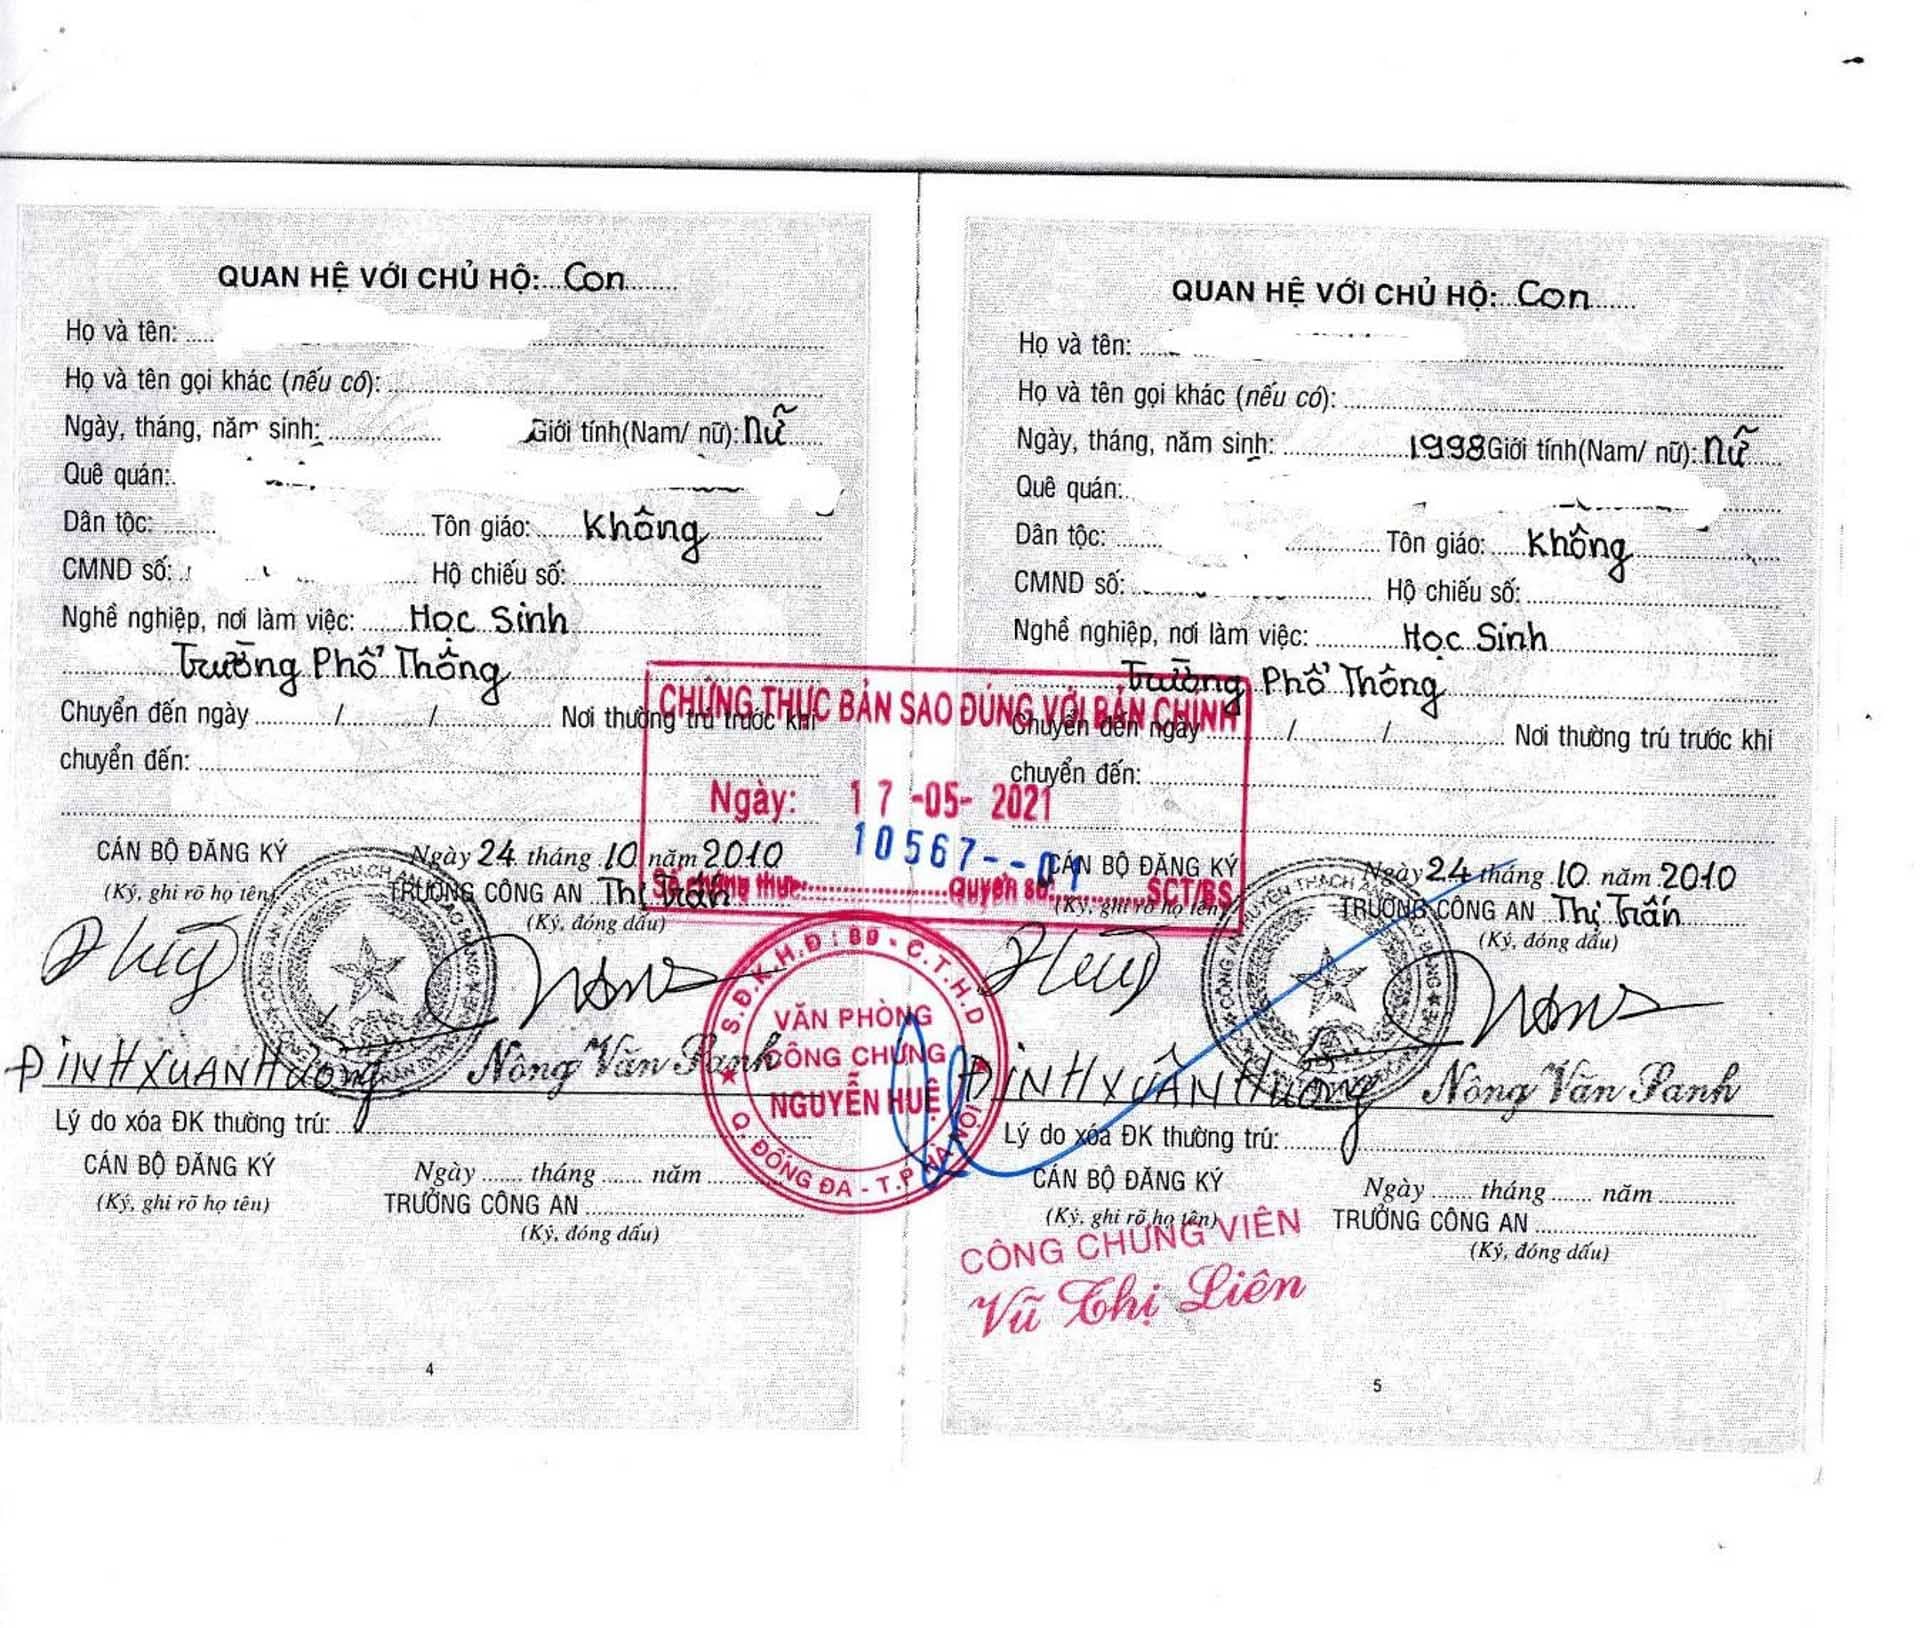 QUAN HỆ VỚI CHỦ HỘ: Con
Họ và tên:
Họ và tên gọi khác (nếu có):
Ngày, tháng, năm sinh: Giới tính(Nam/ nữ): Nữ
Quê quán:
Dân tộc: Tôn giáo: Không
CMND số: Hộ chiếu số:
Nghề nghiệp, nơi làm việc: Học Sinh
Trường Phổ Thông
Chuyển đến ngày / / Nơi thường trú trước khi
chuyển đến:
CÁN BỘ ĐĂNG KÝ Ngày 24 tháng 10 năm 2010
(Ký, ghi rõ họ tên) TRƯỞNG CÔNG AN Thị Trấn
(Ký, đóng dấu)
ĐINH XUÂN Hương Nông Văn Panh
Lý do xóa ĐK thường trú:
CÁN BỘ ĐĂNG KÝ Ngày tháng năm
(Ký, ghi rõ họ tên) TRƯỞNG CÔNG AN
(Ký, đóng dấu)
4
CHỨNG THỰC BẢN SAO ĐÚNG VỚI BẢN CHÍNH
Ngày: 17 -05- 2021
10567-- 01
Số chứng thực Quyển số SCT/BS
S.Đ.K.H.Đ : 89 - C.T.H.D
VĂN PHÒNG
CÔNG CHỨNG
NGUYỄN HUỆ
Q. ĐỐNG ĐA - T.P HÀ NỘI
QUAN HỆ VỚI CHỦ HỘ: Con
Họ và tên:
Họ và tên gọi khác (nếu có):
Ngày, tháng, năm sinh: 1998 Giới tính(Nam/ nữ): Nữ
Quê quán:
Dân tộc: Tôn giáo: Không
CMND số: Hộ chiếu số:
Nghề nghiệp, nơi làm việc: Học Sinh
Trường Phổ Thông
Chuyển đến ngày / / Nơi thường trú trước khi
chuyển đến:
CÁN BỘ ĐĂNG KÝ Ngày 24 tháng 10 năm 2010
(Ký, ghi rõ họ tên) TRƯỞNG CÔNG AN Thị Trấn
(Ký, đóng dấu)
ĐINH XUÂN Hương Nông Văn Panh
Lý do xóa ĐK thường trú:
CÁN BỘ ĐĂNG KÝ Ngày tháng năm
(Ký, ghi rõ họ tên) TRƯỞNG CÔNG AN
(Ký, đóng dấu)
CÔNG CHỨNG VIÊN
Vũ Thị Liên
5